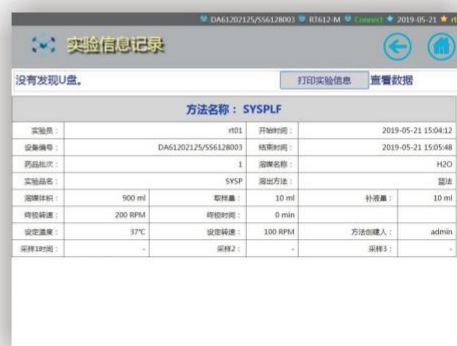 DA61202125/SS6128003 RT612-M Connect 2019-05-21 rt
实验信息记录
没有发现U盘。 打印实验信息 查看数据
方法名称： SYSPLF
实验员： rt01 开始时间： 2019-05-21 15:04:12
设备编号： DA61202125/SS6128003 结束时间： 2019-05-21 15:05:48
药品批次： 1 溶媒名称： H2O
实验品名： SYSP 溶出方法： 篮法
溶媒体积： 900 ml 取样量： 10 ml 补液量： 10 ml
终极转速： 200 RPM 终极时间： 0 min
设定温度： 37℃ 设定转速： 100 RPM 方法创建人： admin
采样1时间： - 采样2： - 采样3： -